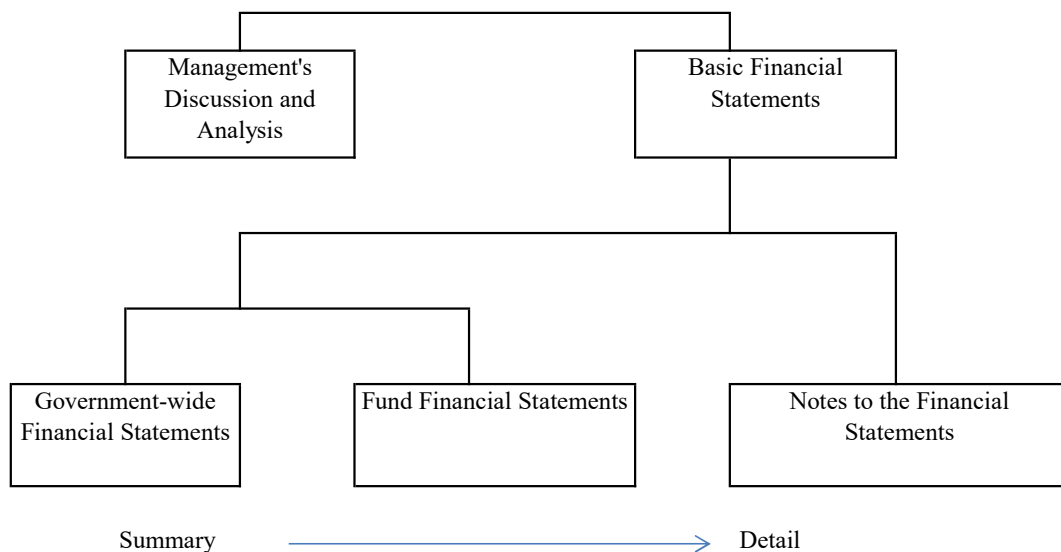 Management's
Discussion and
Analysis
Basic Financial
Statements
Government-wide
Financial Statements
Fund Financial Statements
Notes to the Financial
Statements
Summary
Detail